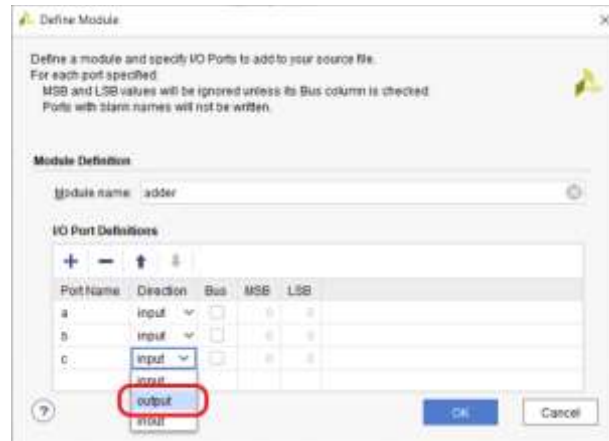 Define Module
Define a module and specify I/O Ports to add to your source file.
For each port specified:
MSB and LSB values will be ignored unless its Bus column is checked.
Ports with blank names will not be written.
Module Definition
Module name: adder
I/O Port Definitions
Port Name Direction Bus MSB LSB
a input 0 0
b input 0 0
c input 0 0
input
output
inout
? OK Cancel